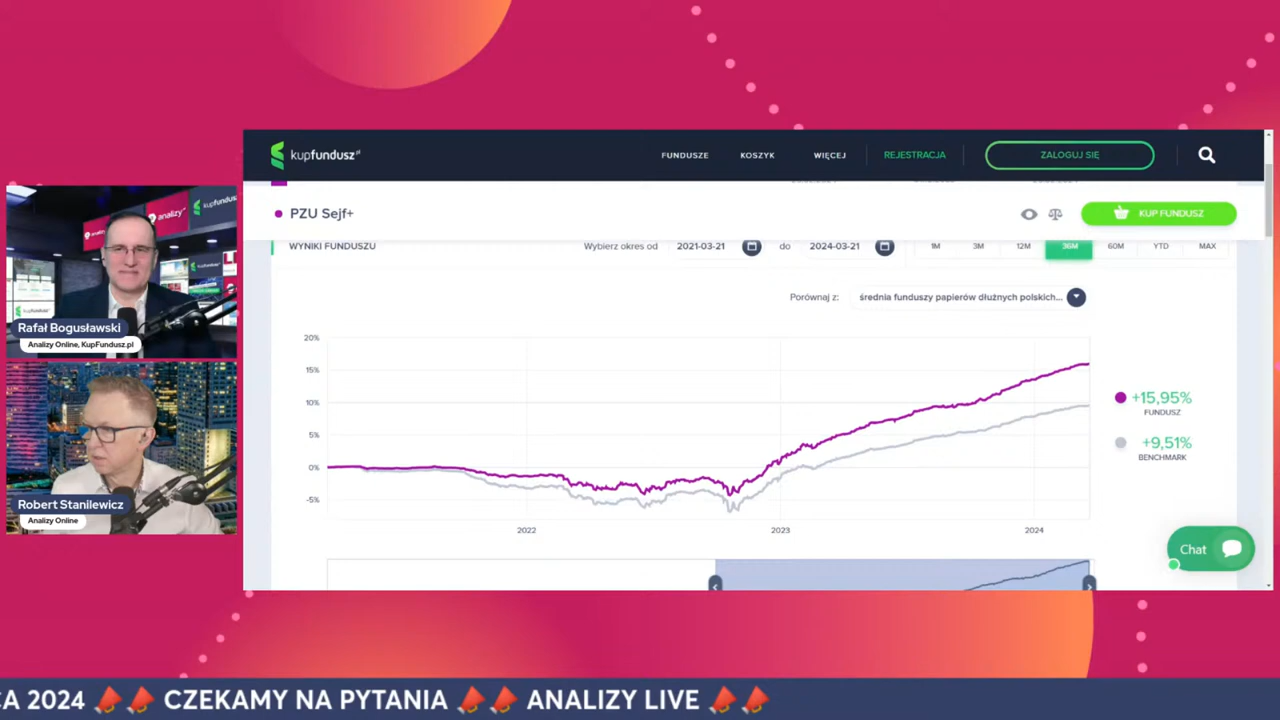 kupfundusz.pl
FUNDUSZE KOSZYK WIĘCEJ REJESTRACJA ZALOGUJ SIĘ
PZU Sejf+ KUP FUNDUSZ
WYNIKI FUNDUSZU Wybierz okres od 2021-03-21 do 2024-03-21 1M 3M 12M 36M 60M YTD MAX
Porównaj z: średnia funduszy papierów dłużnych polskich...
20%
15%
10%
5%
0%
-5%
2022 2023 2024
+15,95%
FUNDUSZ
+9,51%
BENCHMARK
Chat
analizy
kupfundusz
Rafał Bogusławski
Analizy Online, KupFundusz.pl
Robert Stanilewicz
Analizy Online
CA 2024 CZEKAMY NA PYTANIA ANALIZY LIVE